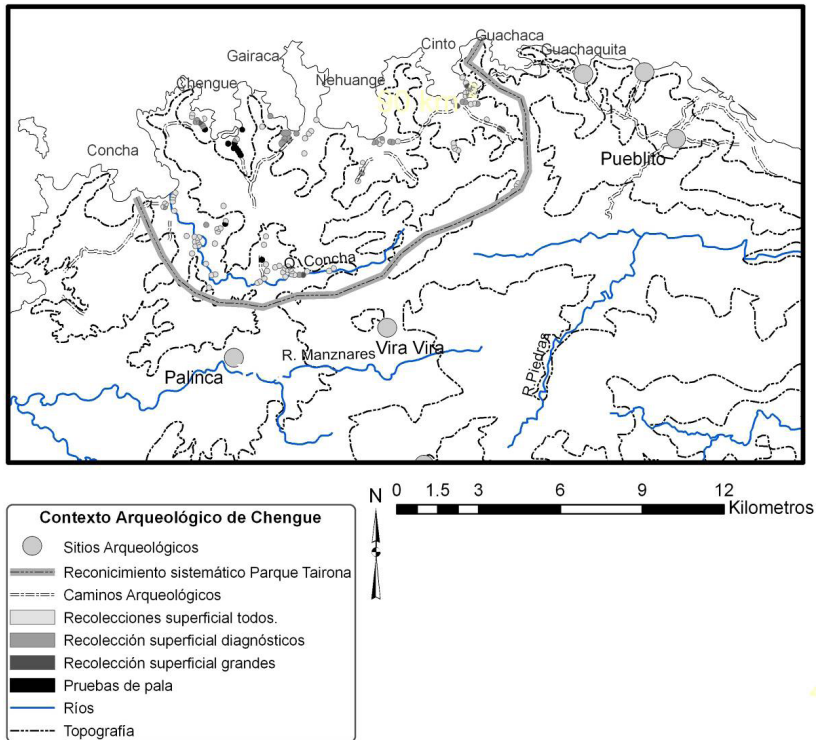 Guachaca
Cinto
Guachaquita
Gairaca
Nehuange
Chengue
90 km²
Concha
Pueblito
Q. Concha
Vira Vira
R. Manznares
Palinca
R. Piedras
N
0 1.5 3 6 9 12
Kilometros
Contexto Arqueológico de Chengue
Sitios Arqueológicos
Reconicimiento sistemático Parque Tairona
Caminos Arqueológicos
Recolecciones superficial todos.
Recolección superficial diagnósticos
Recolección superficial grandes
Pruebas de pala
Ríos
Topografía